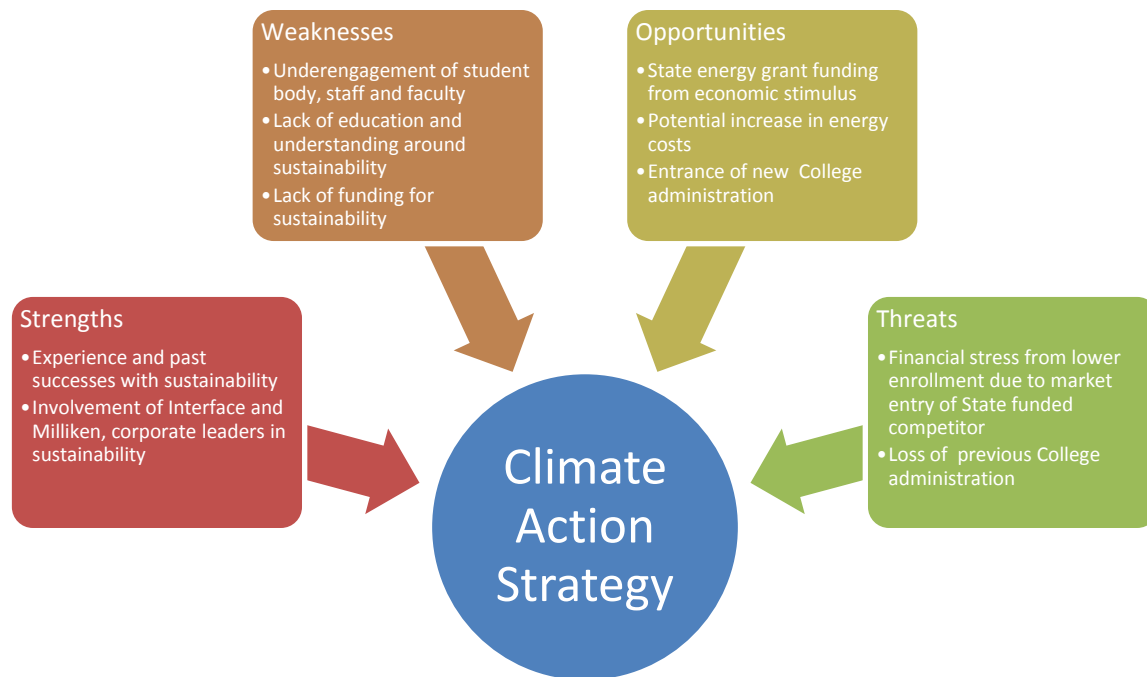 Strengths
•Experience and past
successes with sustainability
•Involvement of Interface and
Milliken, corporate leaders in
sustainability
Weaknesses
•Underengagement of student
body, staff and faculty
•Lack of education and
understanding around
sustainability
•Lack of funding for
sustainability
Opportunities
•State energy grant funding
from economic stimulus
•Potential increase in energy
costs
•Entrance of new College
administration
Threats
•Financial stress from lower
enrollment due to market
entry of State funded
competitor
•Loss of previous College
administration
Climate
Action
Strategy